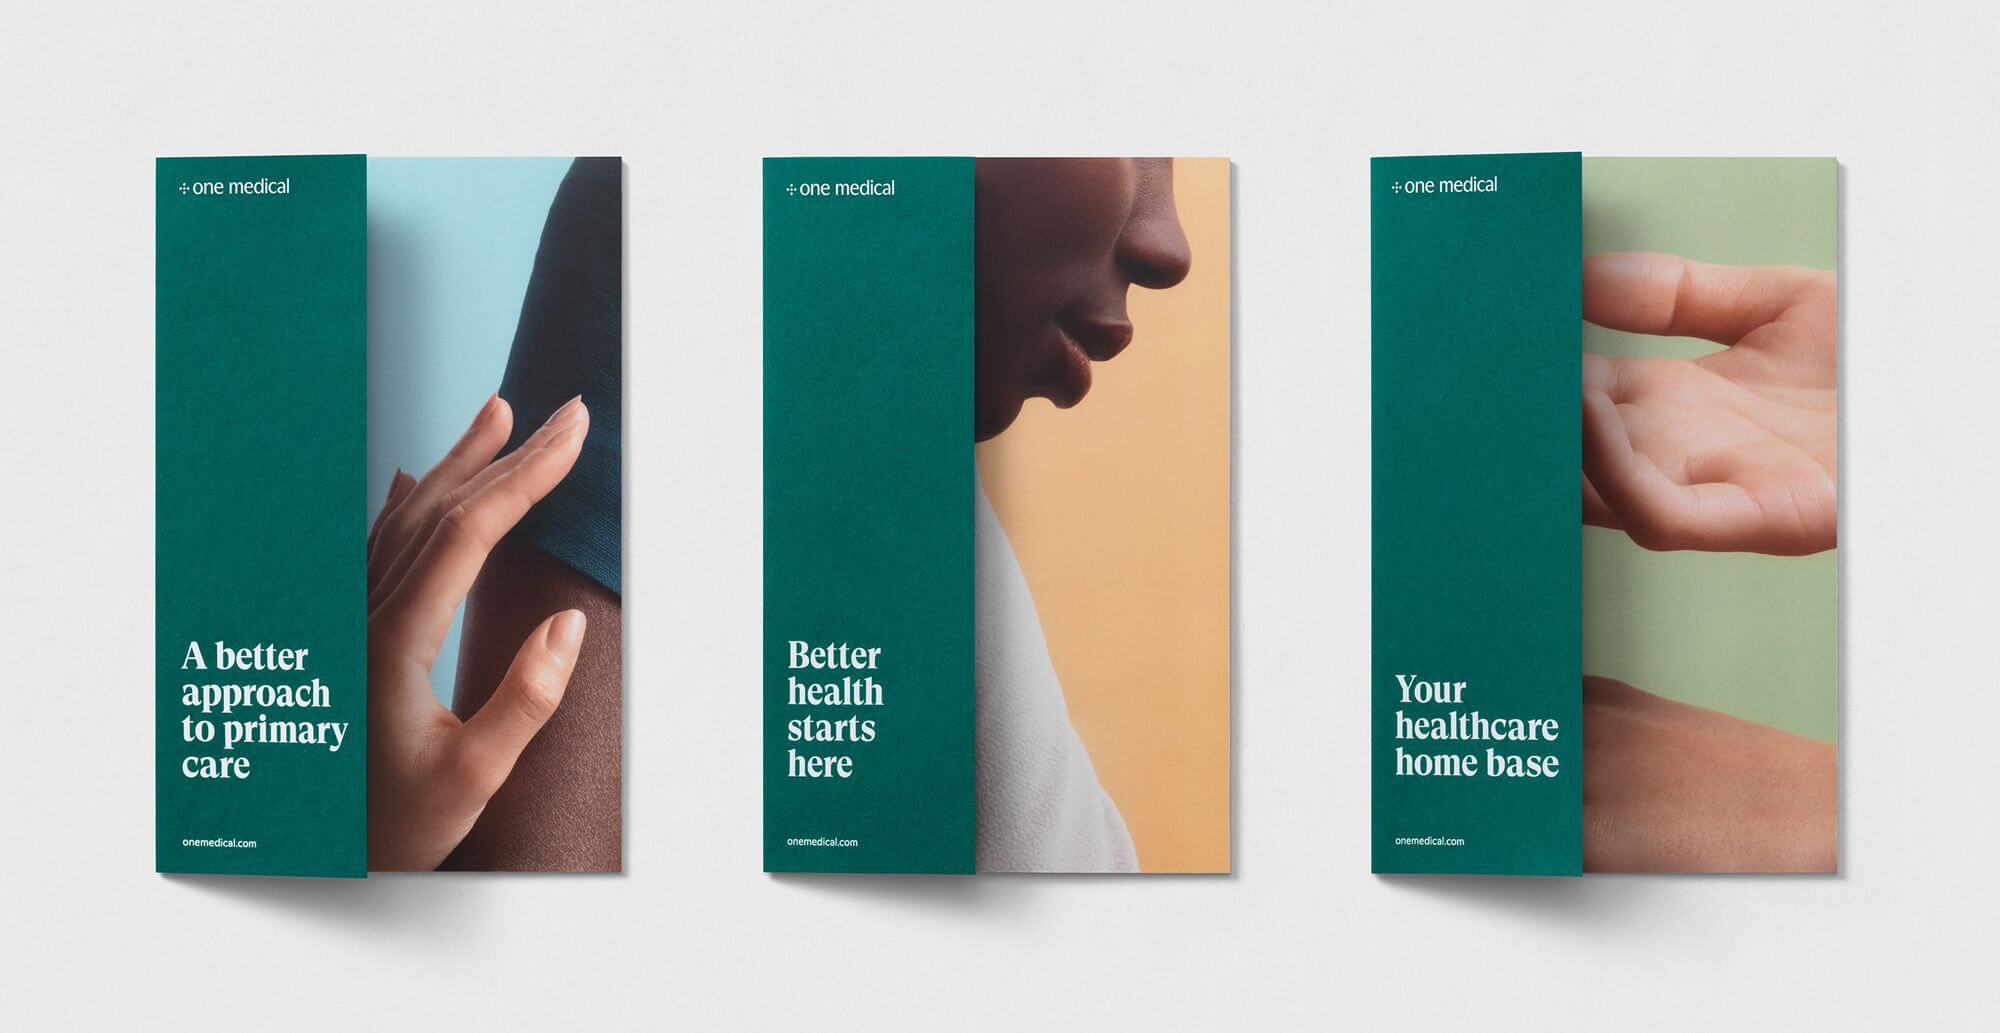 one medical
A better
approach
to primary
care
onemedical.com
one medical
Better
health
starts
here
onemedical.com
one medical
Your
healthcare
home base
onemedical.com